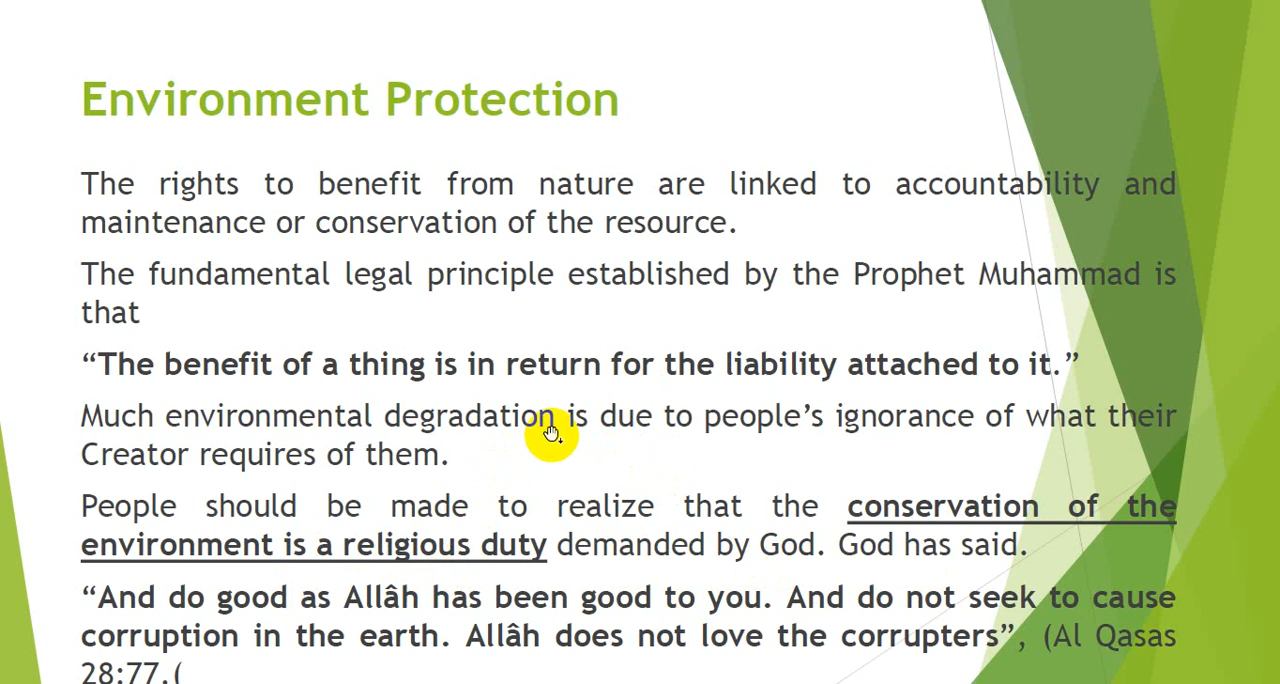 Environment Protection
The rights to benefit from nature are linked to accountability and
maintenance or conservation of the resource.
The fundamental legal principle established by the Prophet Muhammad is
that
“The benefit of a thing is in return for the liability attached to it.”
Much environmental degradation is due to people’s ignorance of what their
Creator requires of them.
People should be made to realize that the conservation of the
environment is a religious duty demanded by God. God has said.
“And do good as Allâh has been good to you. And do not seek to cause
corruption in the earth. Allâh does not love the corrupters”, (Al Qasas
28:77.(